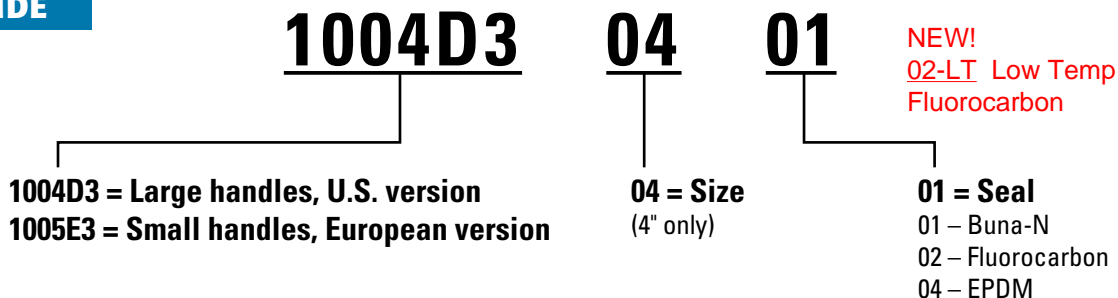 1004D3 04 01
NEW!
02-LT Low Temp
Fluorocarbon
1004D3 = Large handles, U.S. version
1005E3 = Small handles, European version
04 = Size
(4" only)
01 = Seal
01 – Buna-N
02 – Fluorocarbon
04 – EPDM